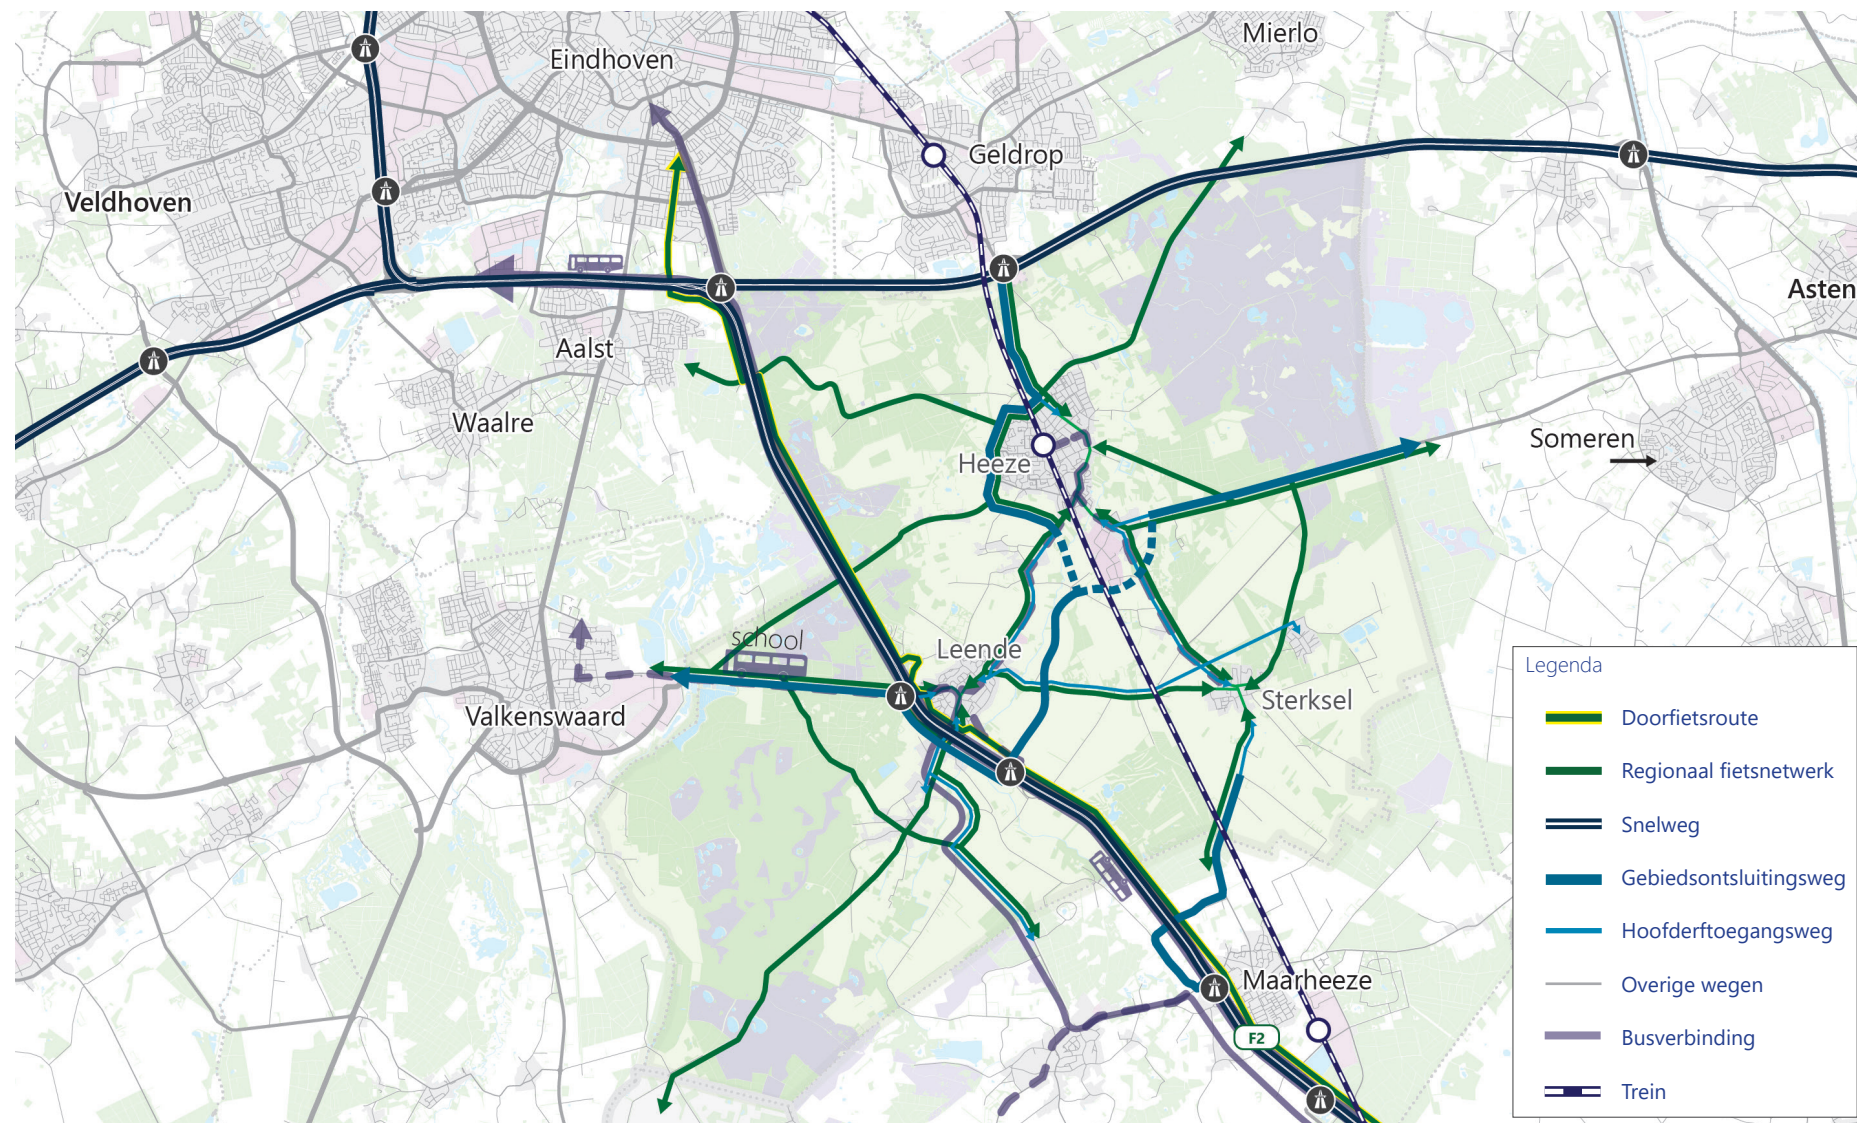 Mierlo
Eindhoven
Geldrop
Veldhoven
Asten
Aalst
Waalre
Someren
Heeze
school
Leende
Sterksel
Valkenswaard
Maarheeze
F2
Legenda
Doorfietsroute
Regionaal fietsnetwerk
Snelweg
Gebiedsontsluitingsweg
Hoofderftoegangsweg
Overige wegen
Busverbinding
Trein